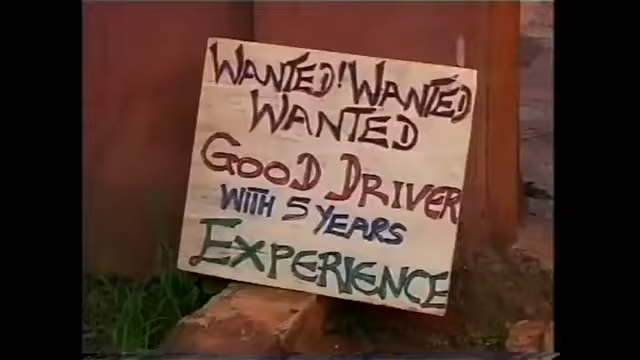 WANTED! WANTED
WANTED
GOOD DRIVER
WITH 5 YEARS
EXPERIENCE